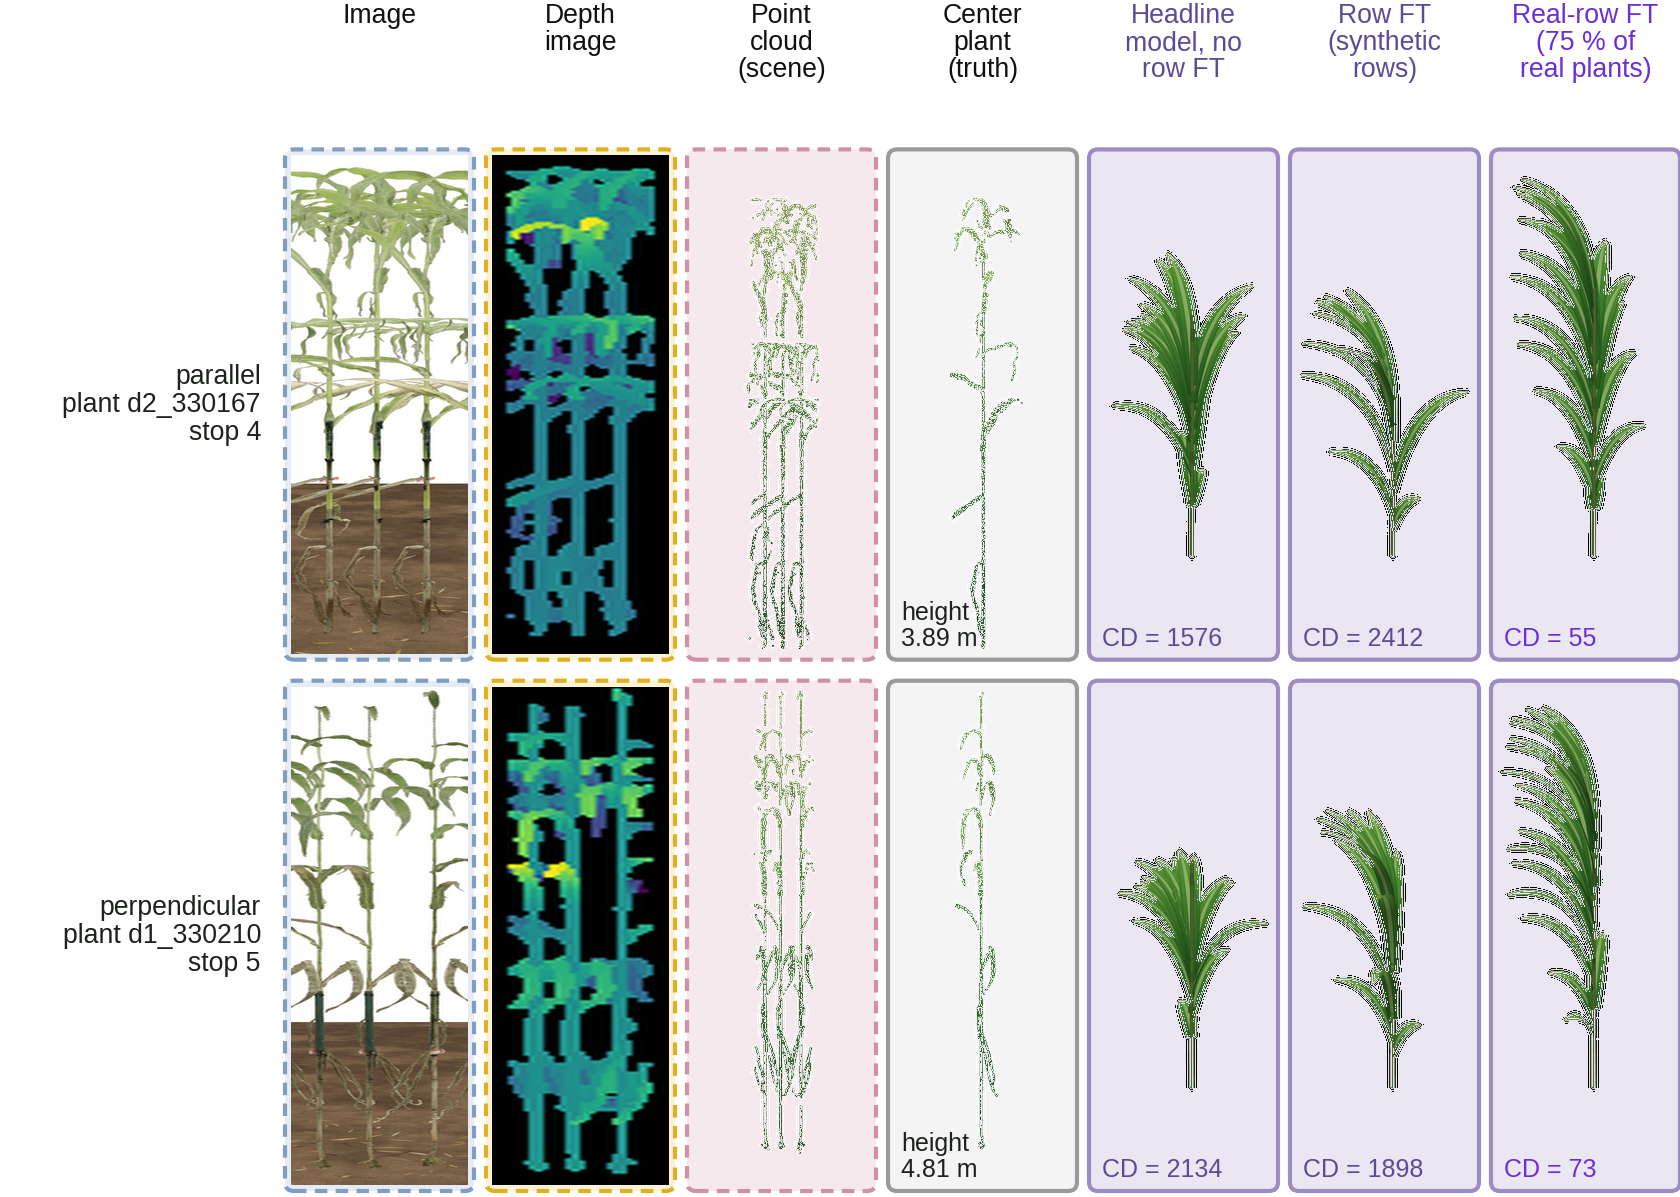 Image
Depth
image
Point
cloud
(scene)
Center
plant
(truth)
Headline
model, no
row FT
Row FT
(synthetic
rows)
Real-row FT
(75 % of
real plants)
parallel
plant d2_330167
stop 4
height
3.89 m
CD = 1576
CD = 2412
CD = 55
perpendicular
plant d1_330210
stop 5
height
4.81 m
CD = 2134
CD = 1898
CD = 73